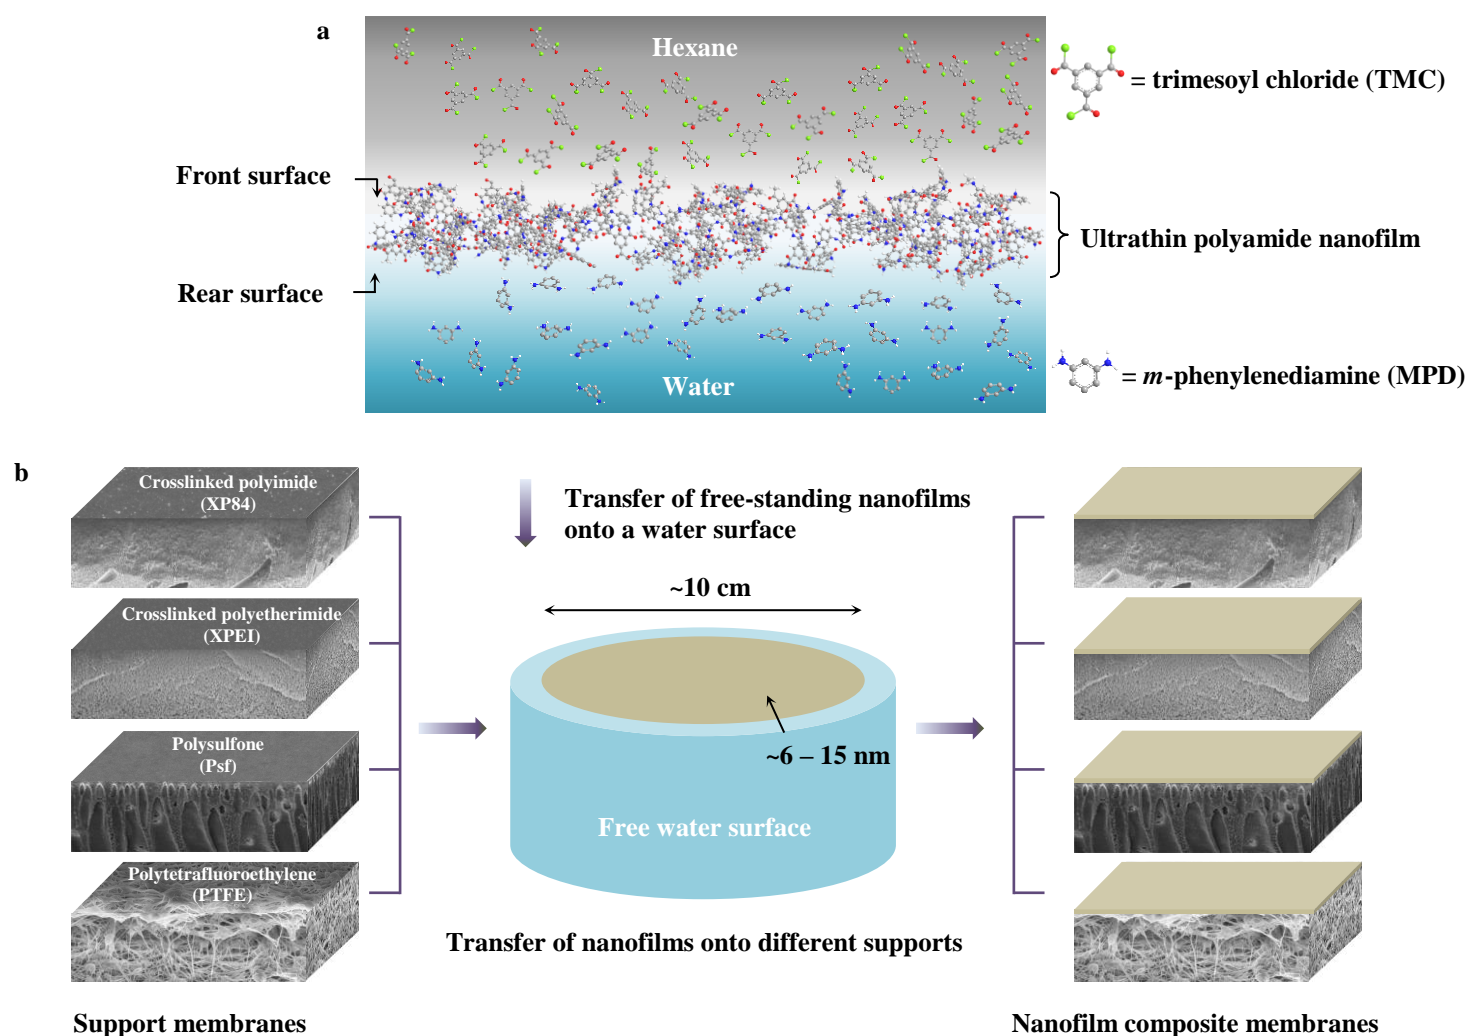 a
Hexane
= trimesoyl chloride (TMC)
Front surface
Ultrathin polyamide nanofilm
Rear surface
Water
= m-phenylenediamine (MPD)
b
Crosslinked polyimide
(XP84)
Transfer of free-standing nanofilms
onto a water surface
~10 cm
Crosslinked polyetherimide
(XPEI)
Polysulfone
(Psf)
~6 – 15 nm
Free water surface
Polytetrafluoroethylene
(PTFE)
Transfer of nanofilms onto different supports
Support membranes
Nanofilm composite membranes